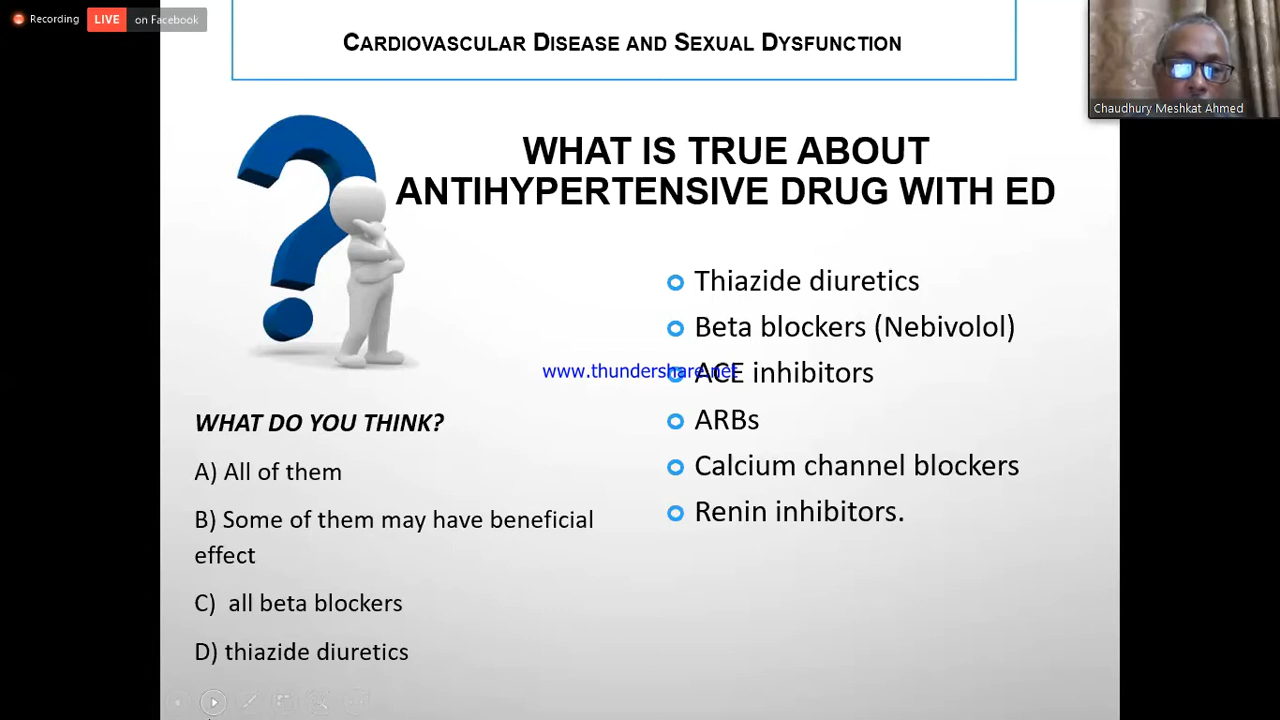 Recording
LIVE on Facebook
CARDIOVASCULAR DISEASE AND SEXUAL DYSFUNCTION
Chaudhury Meshkat Ahmed
WHAT IS TRUE ABOUT
ANTIHYPERTENSIVE DRUG WITH ED
Thiazide diuretics
Beta blockers (Nebivolol)
ACE inhibitors
www.thundershare.net
ARBs
Calcium channel blockers
Renin inhibitors.
WHAT DO YOU THINK?
A) All of them
B) Some of them may have beneficial
effect
C) all beta blockers
D) thiazide diuretics